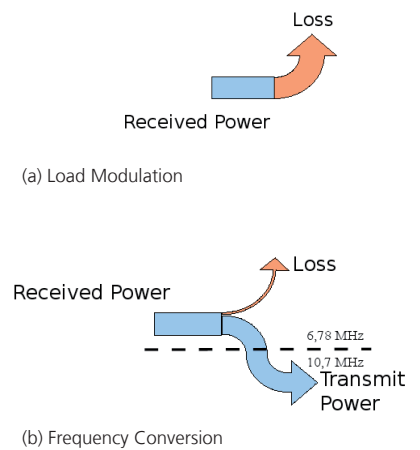 Loss
Received Power
(a) Load Modulation
Loss
Received Power
6,78 MHz
10,7 MHz
Transmit
Power
(b) Frequency Conversion